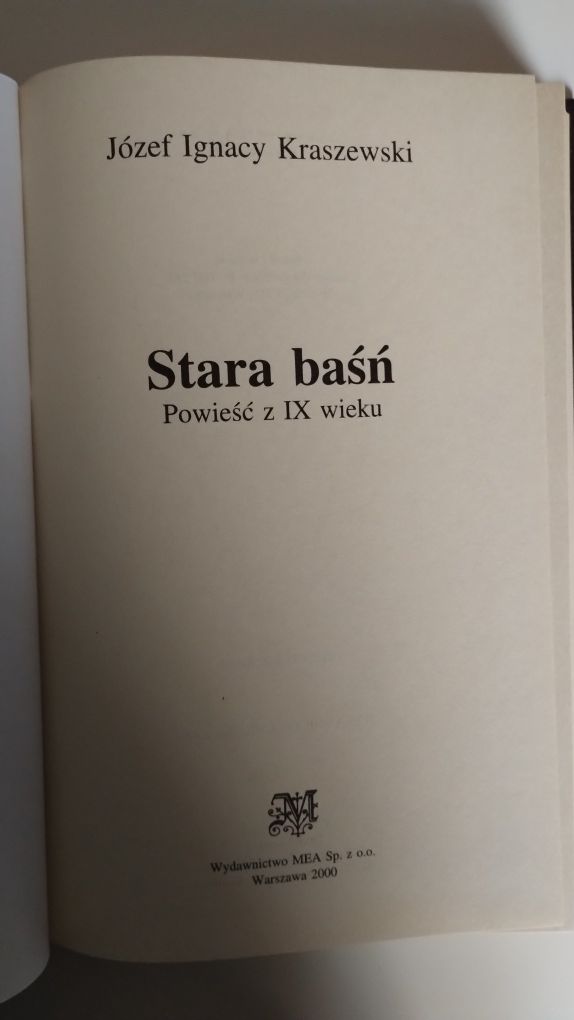 Józef Ignacy Kraszewski
Stara baśń
Powieść z IX wieku
M
Wydawnictwo MEA Sp. z o.o.
Warszawa 2000